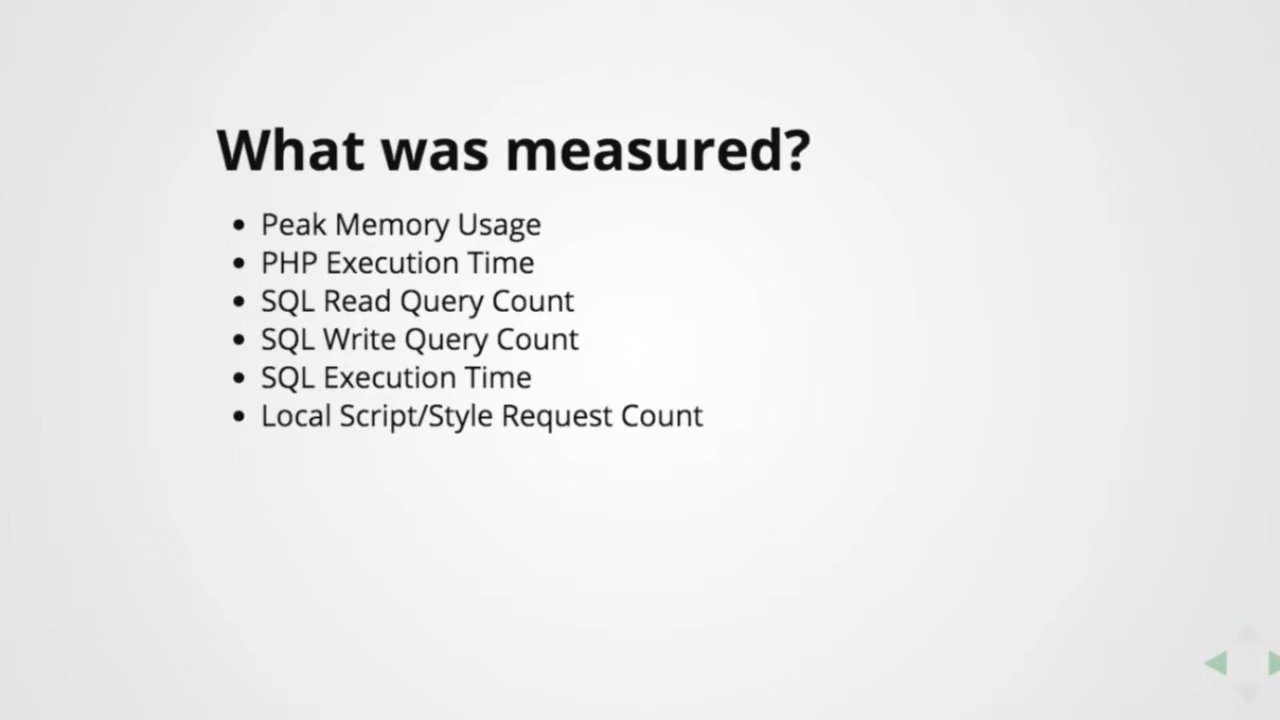 What was measured?
• Peak Memory Usage
• PHP Execution Time
• SQL Read Query Count
• SQL Write Query Count
• SQL Execution Time
• Local Script/Style Request Count